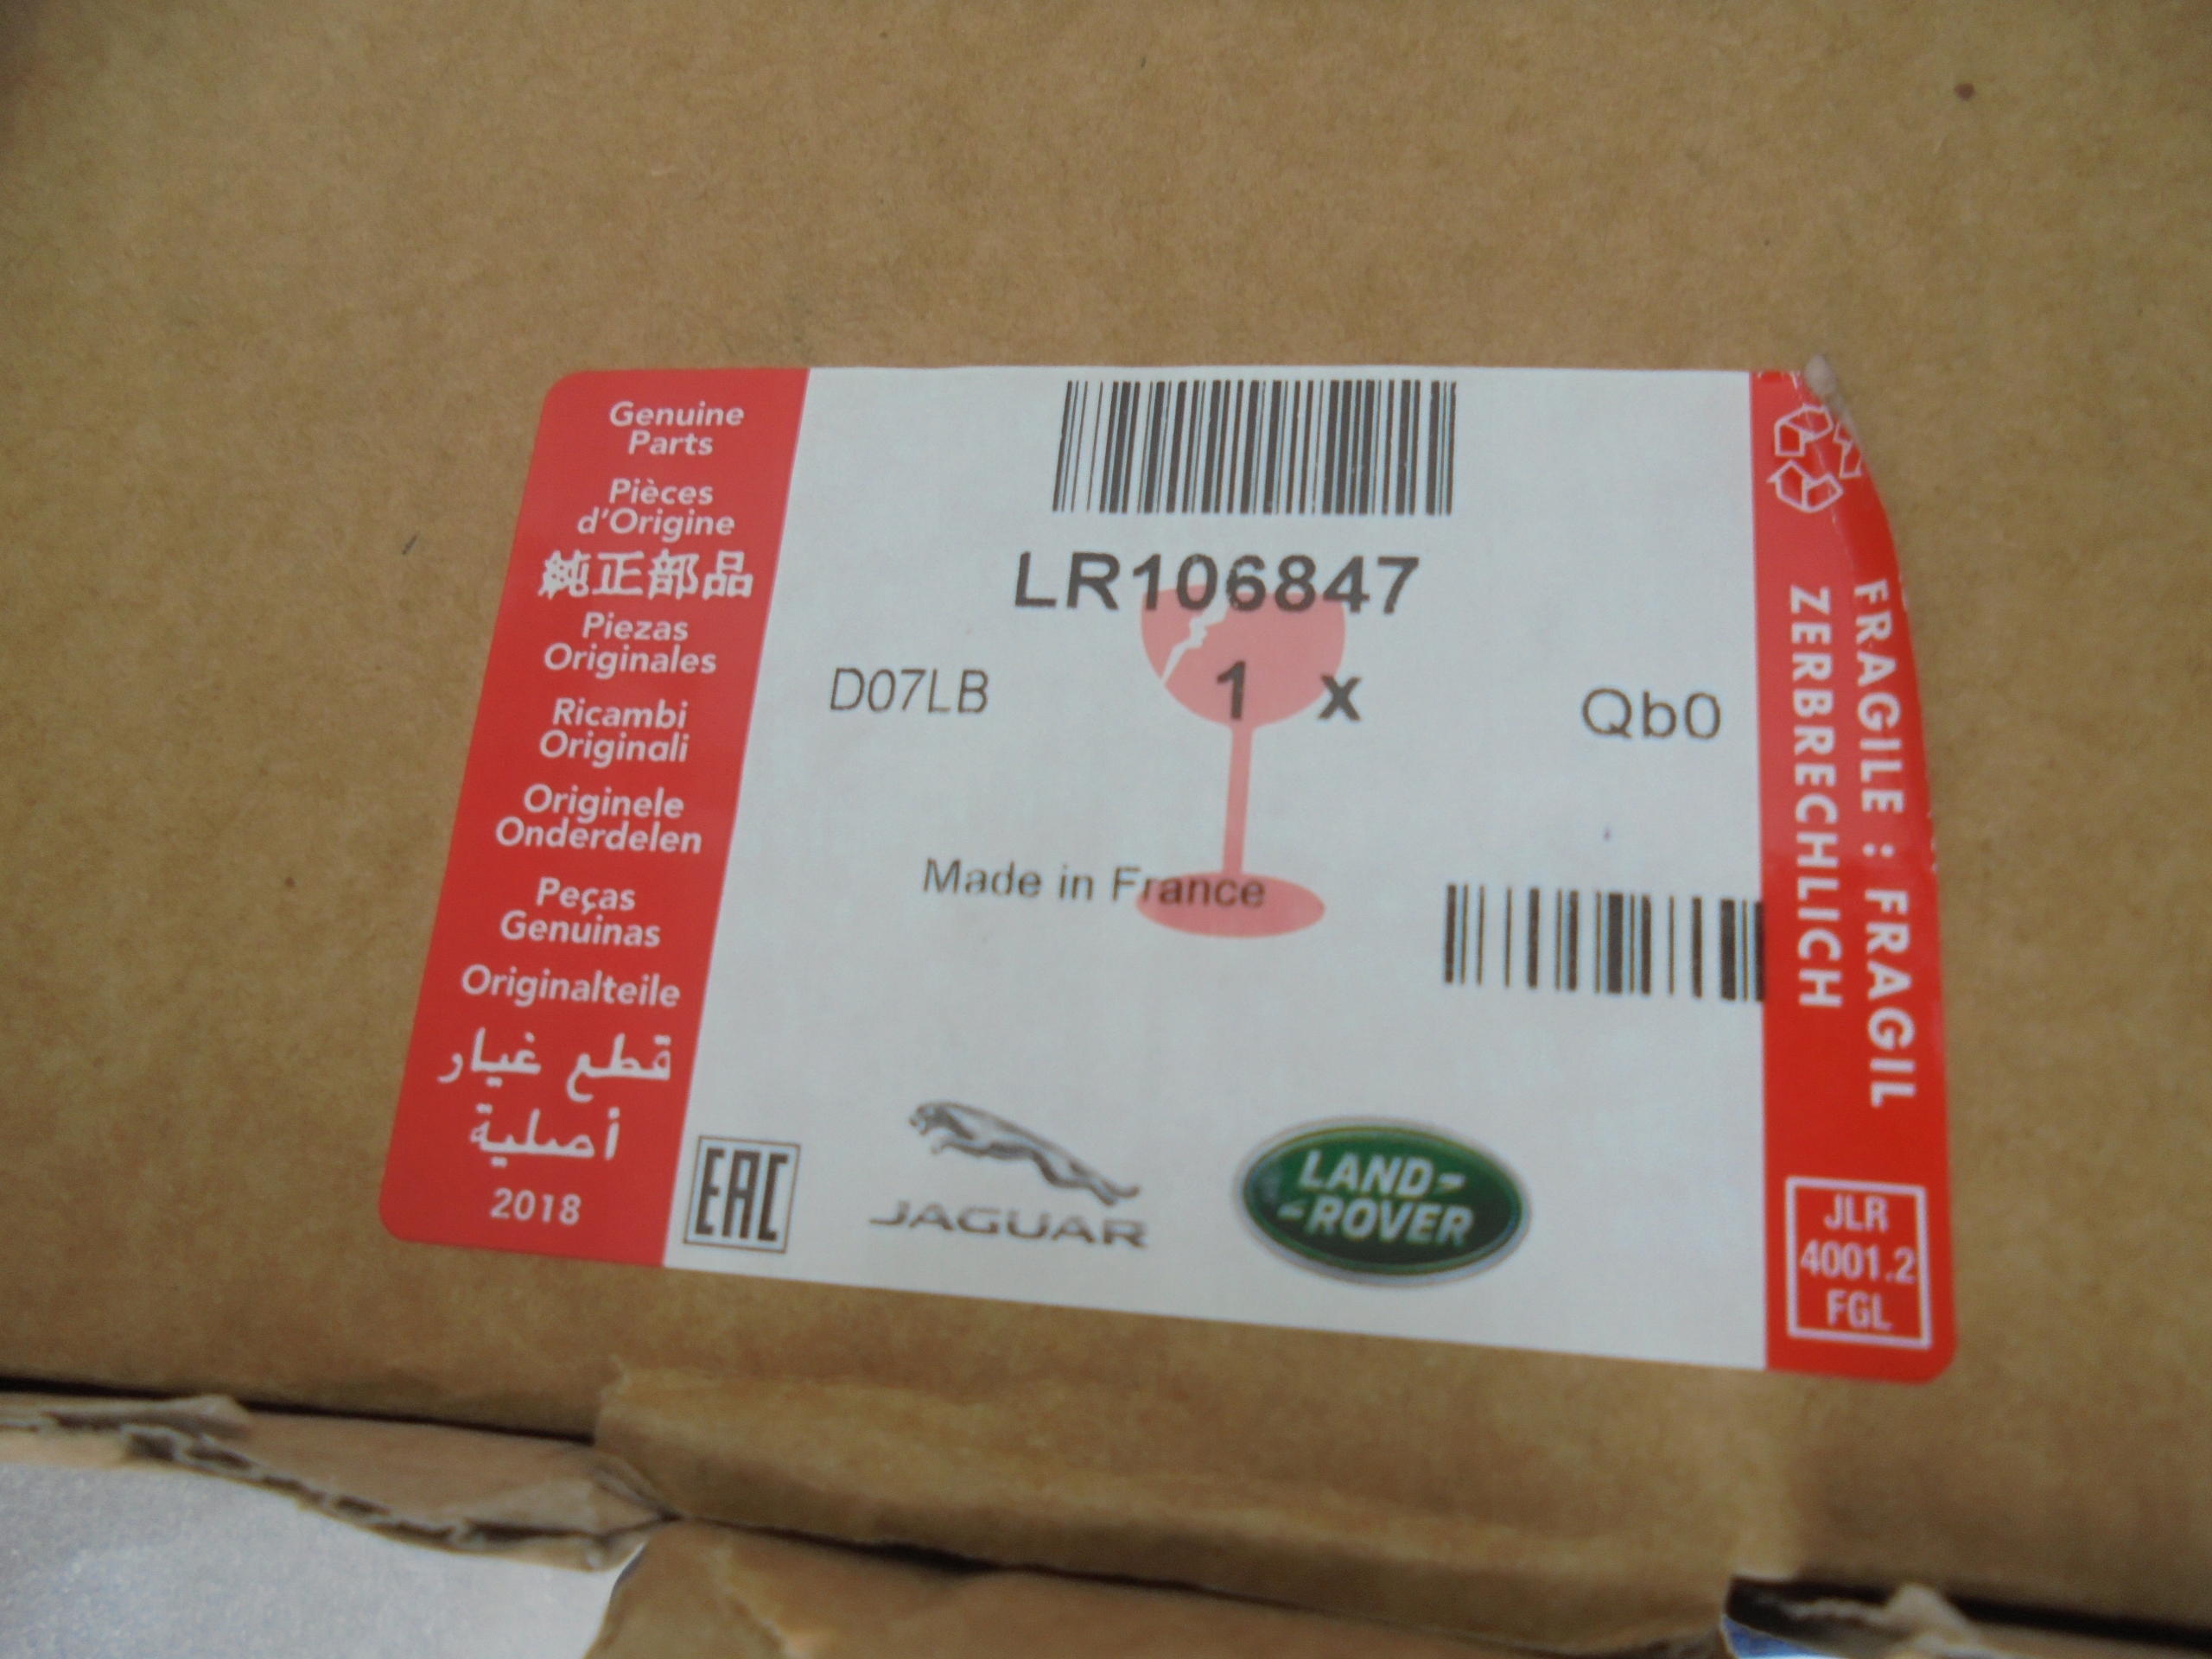 Genuine
Parts
Pièces
d'Origine
純正部品
Piezas
Originales
Ricambi
Originali
Originele
Onderdelen
Peças
Genuinas
Originalteile
قطع غيار
أصلية
2018
LR106847
D07LB 1 x Qb0
Made in France
EAC
JAGUAR
LAND-
-ROVER
FRAGILE : FRAGIL
ZERBRECHLICH
JLR
4001.2
FGL